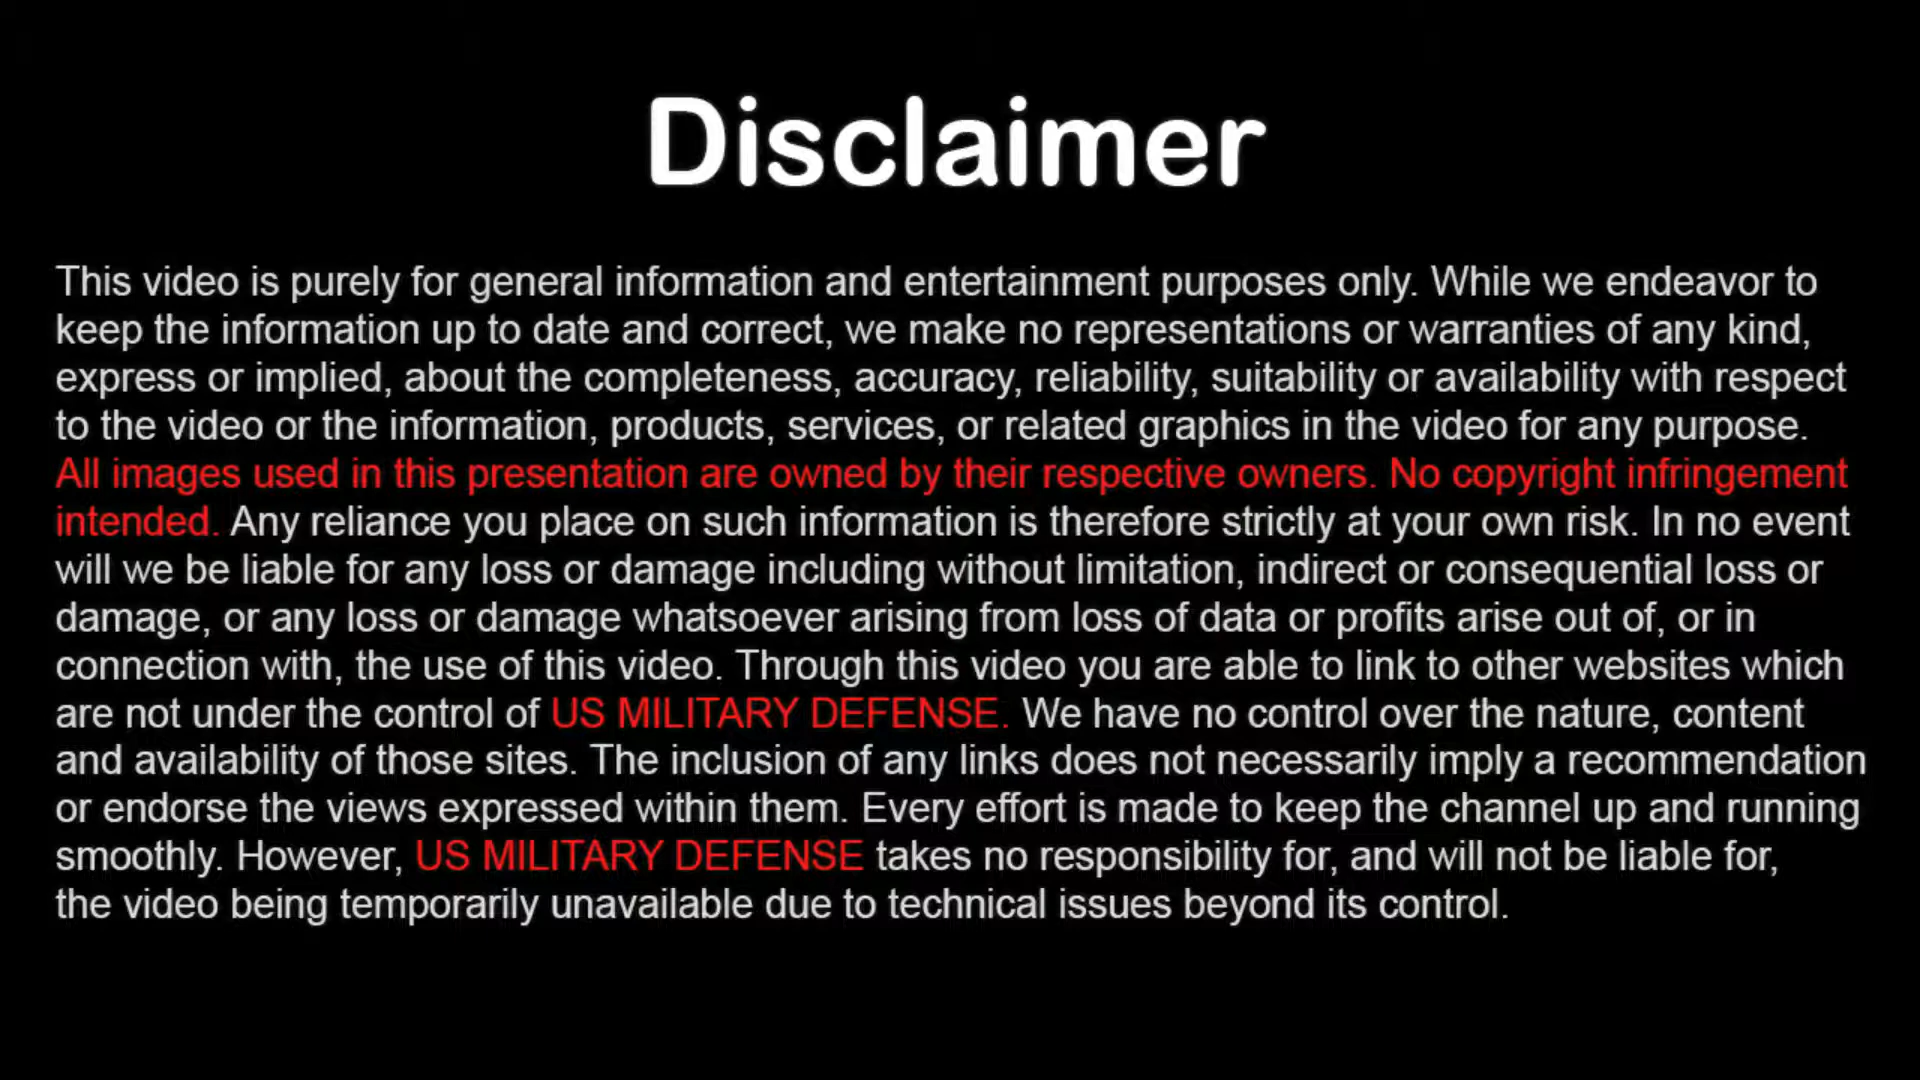 Disclaimer
This video is purely for general information and entertainment purposes only. While we endeavor to
keep the information up to date and correct, we make no representations or warranties of any kind,
express or implied, about the completeness, accuracy, reliability, suitability or availability with respect
to the video or the information, products, services, or related graphics in the video for any purpose.
All images used in this presentation are owned by their respective owners. No copyright infringement
intended. Any reliance you place on such information is therefore strictly at your own risk. In no event
will we be liable for any loss or damage including without limitation, indirect or consequential loss or
damage, or any loss or damage whatsoever arising from loss of data or profits arise out of, or in
connection with, the use of this video. Through this video you are able to link to other websites which
are not under the control of US MILITARY DEFENSE. We have no control over the nature, content
and availability of those sites. The inclusion of any links does not necessarily imply a recommendation
or endorse the views expressed within them. Every effort is made to keep the channel up and running
smoothly. However, US MILITARY DEFENSE takes no responsibility for, and will not be liable for,
the video being temporarily unavailable due to technical issues beyond its control.